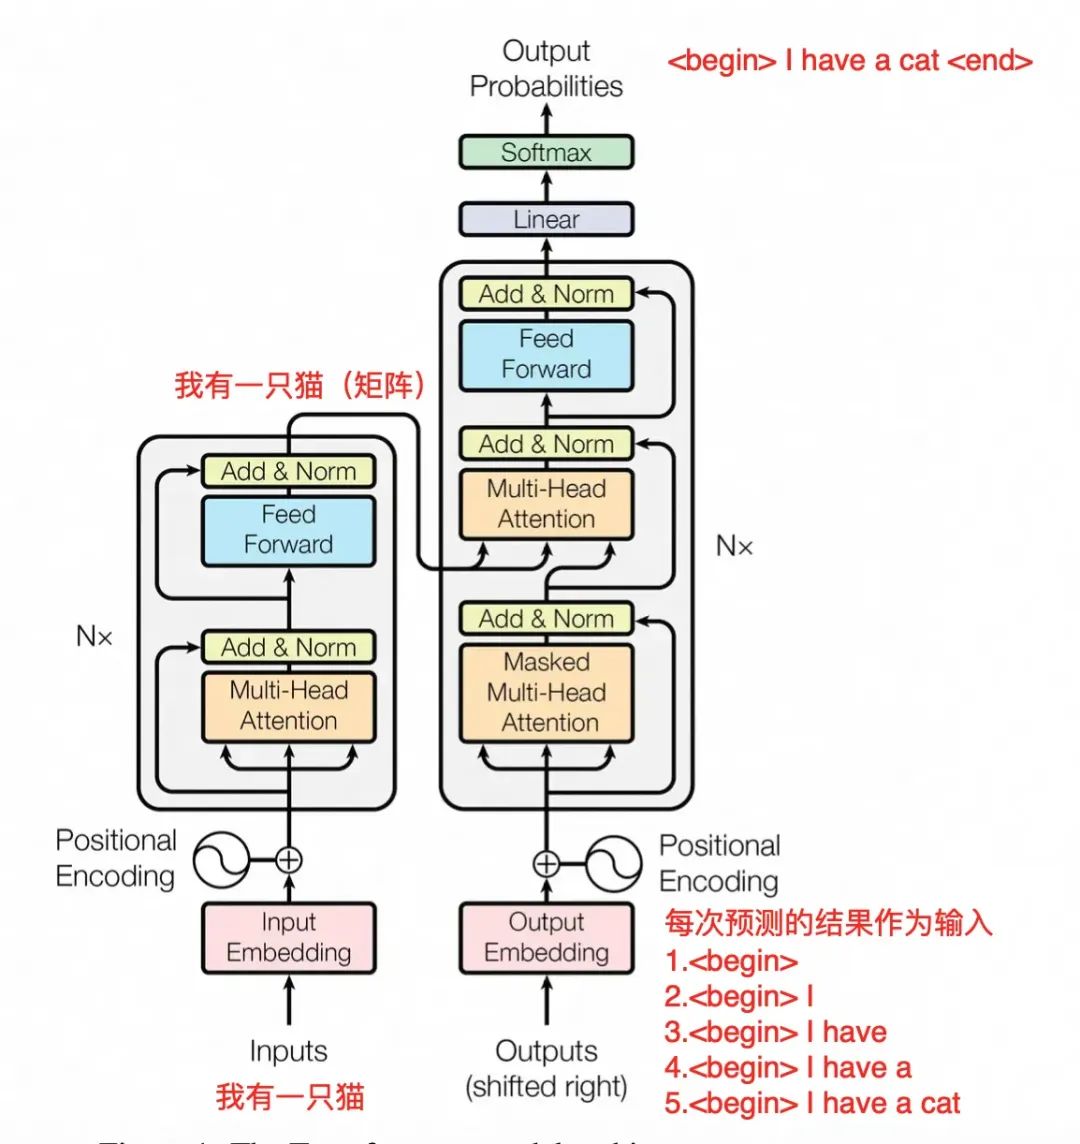 Output
Probabilities
<begin> I have a cat <end>
Softmax
Linear
Add & Norm
Feed
Forward
我有一只猫（矩阵）
Add & Norm
Multi-Head
Attention
Add & Norm
Feed
Forward
N×
Add & Norm
Masked
Multi-Head
Attention
N×
Add & Norm
Multi-Head
Attention
Positional
Encoding
Positional
Encoding
Input
Embedding
Output
Embedding
每次预测的结果作为输入
1.<begin>
2.<begin> I
3.<begin> I have
4.<begin> I have a
5.<begin> I have a cat
Inputs
我有一只猫
Outputs
(shifted right)